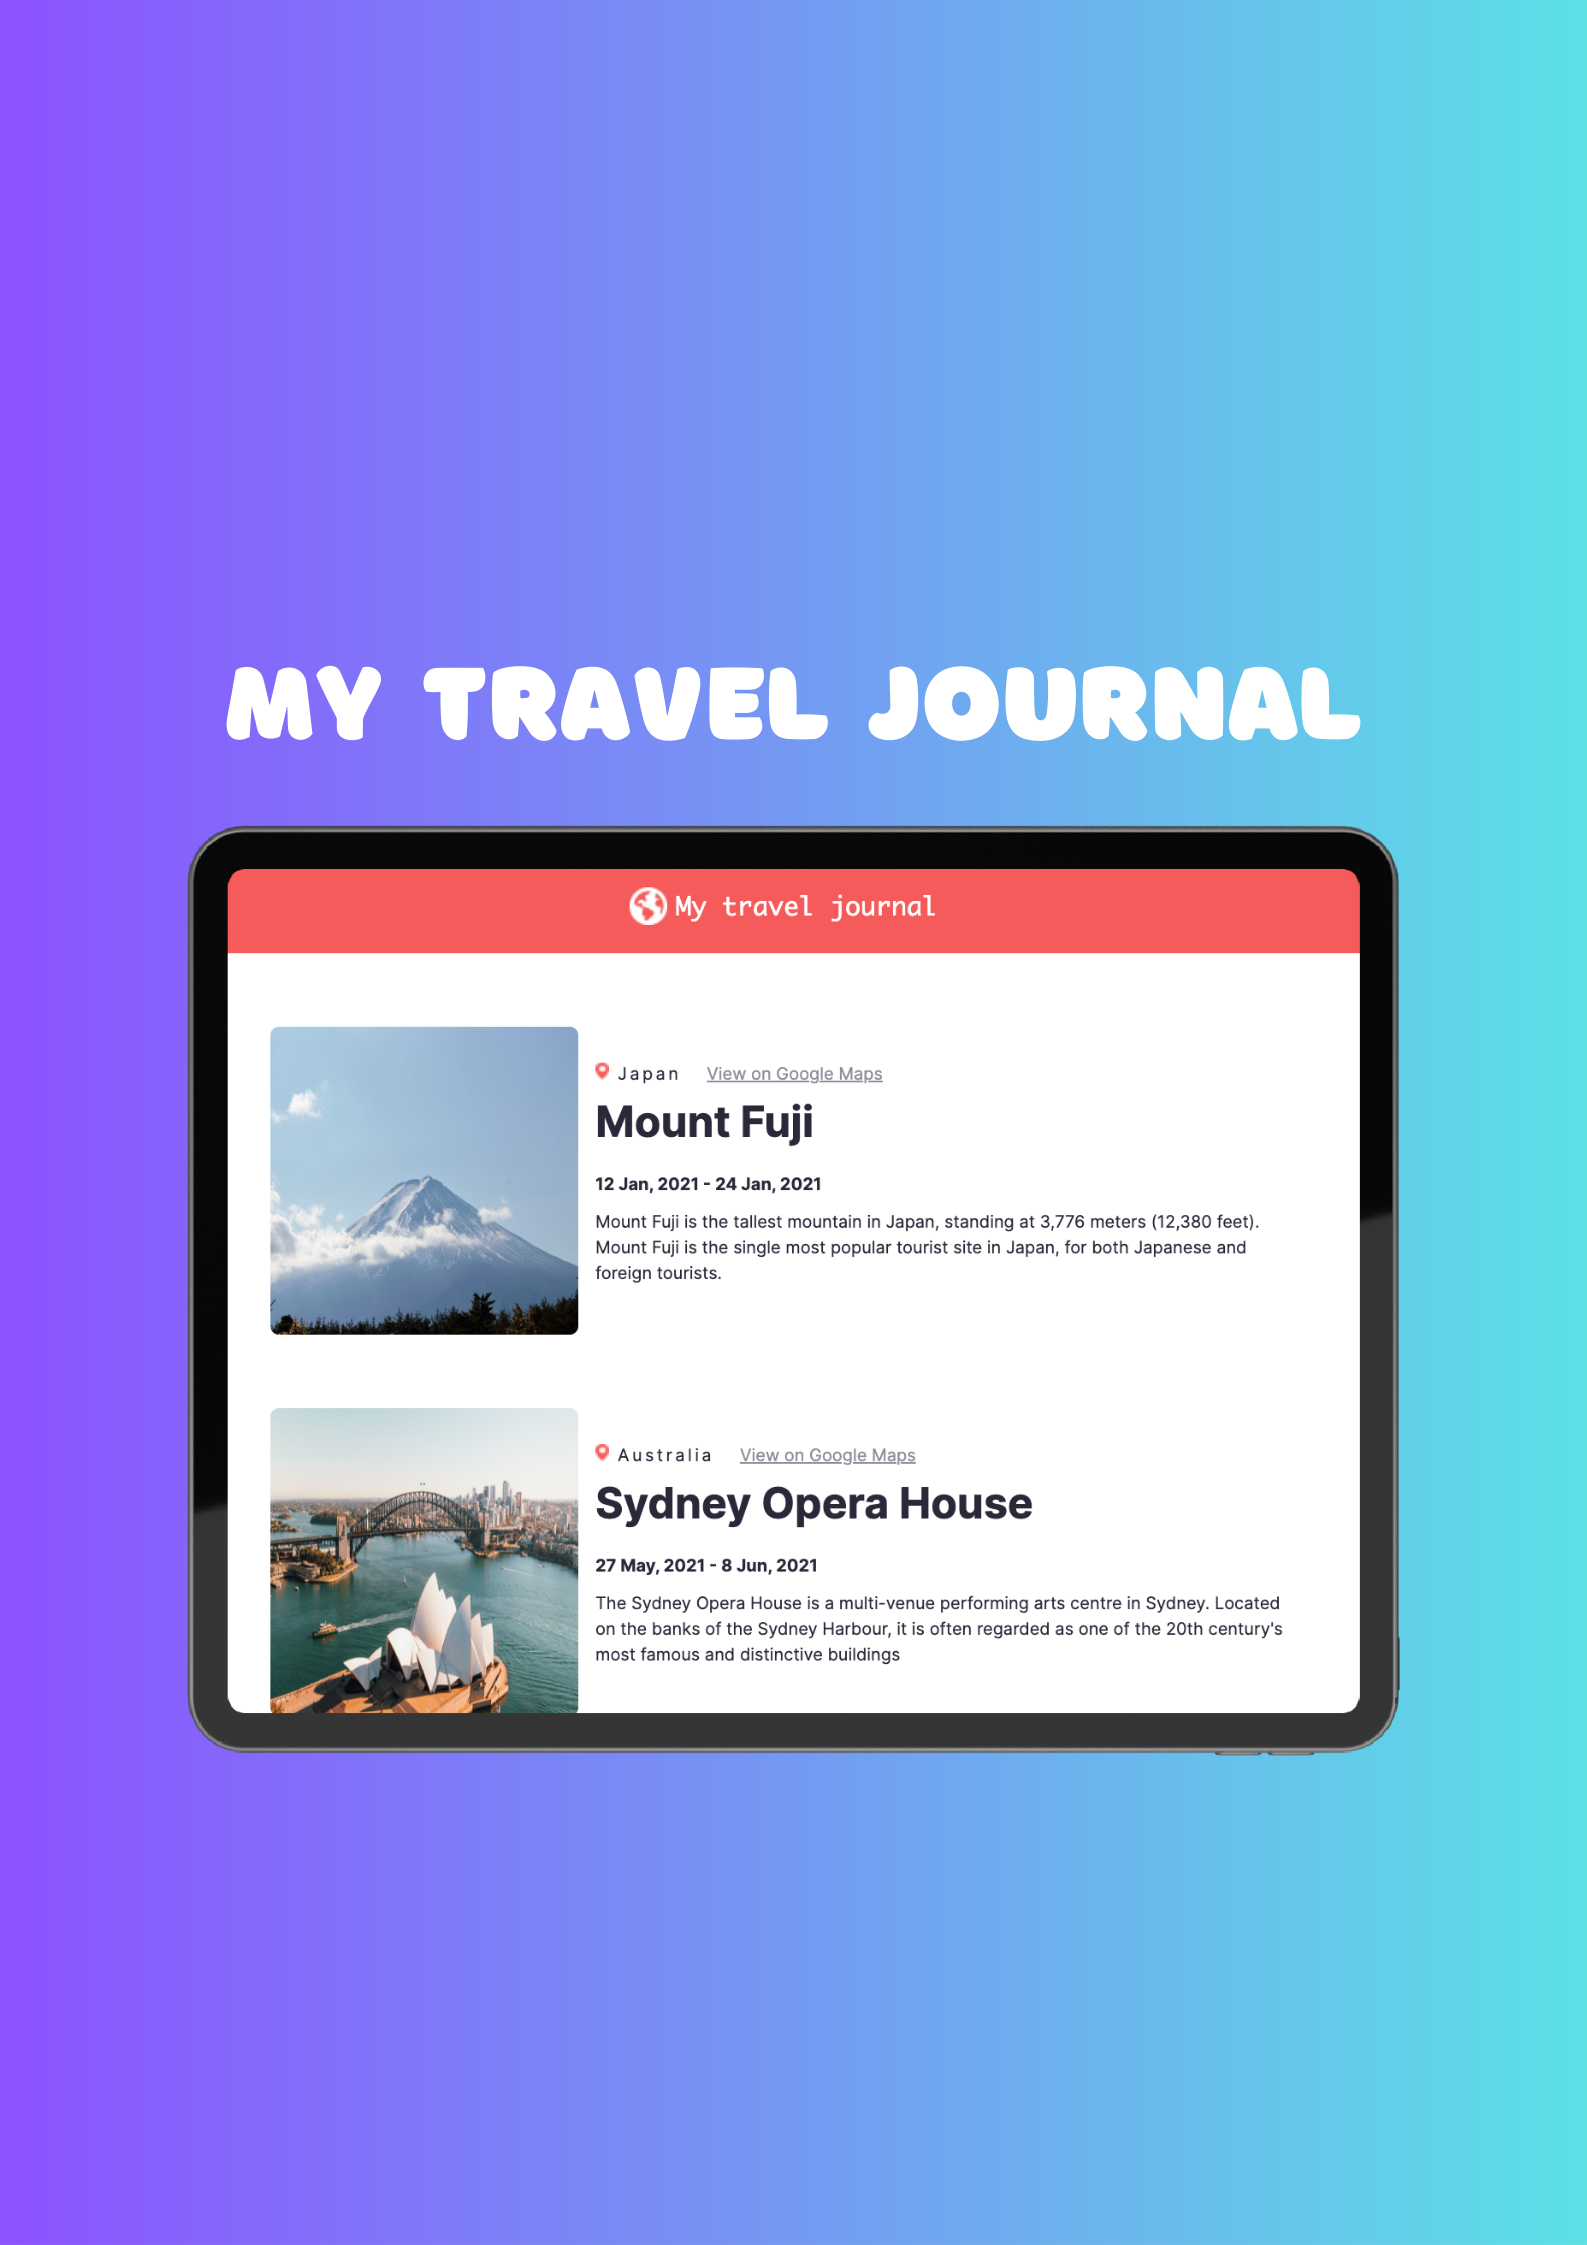 MY TRAVEL JOURNAL
My travel journal
Japan View on Google Maps
Mount Fuji
12 Jan, 2021 - 24 Jan, 2021
Mount Fuji is the tallest mountain in Japan, standing at 3,776 meters (12,380 feet).
Mount Fuji is the single most popular tourist site in Japan, for both Japanese and
foreign tourists.
Australia View on Google Maps
Sydney Opera House
27 May, 2021 - 8 Jun, 2021
The Sydney Opera House is a multi-venue performing arts centre in Sydney. Located
on the banks of the Sydney Harbour, it is often regarded as one of the 20th century's
most famous and distinctive buildings